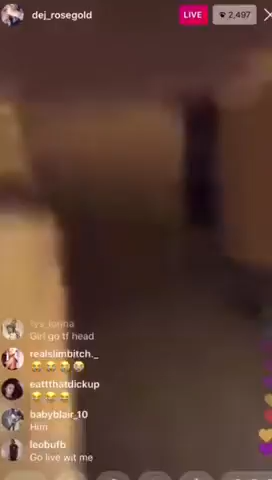 dej_rosegold
LIVE
2,497
Girl go tf head
realslimbitch._
😂😂😂😭
eattthatdickup
😂😂😂
babyblair_10
Him
leobufb
Go live wit me